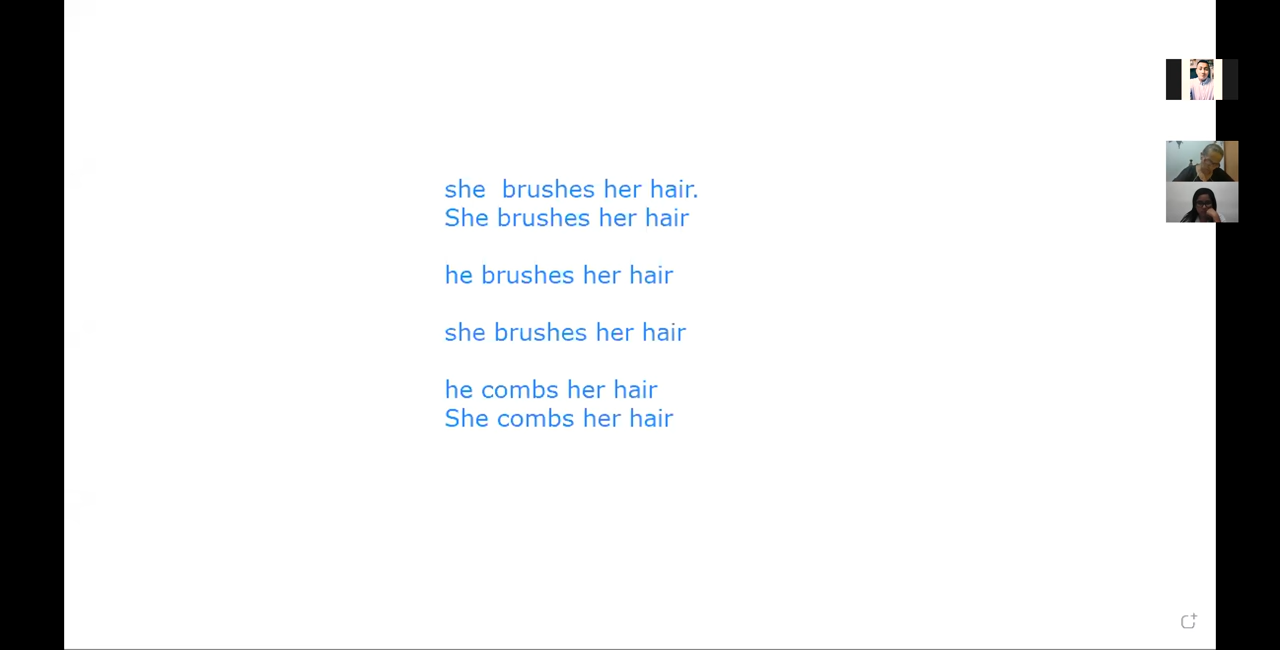 she  brushes her hair.
She brushes her hair
he brushes her hair
she brushes her hair
he combs her hair
She combs her hair